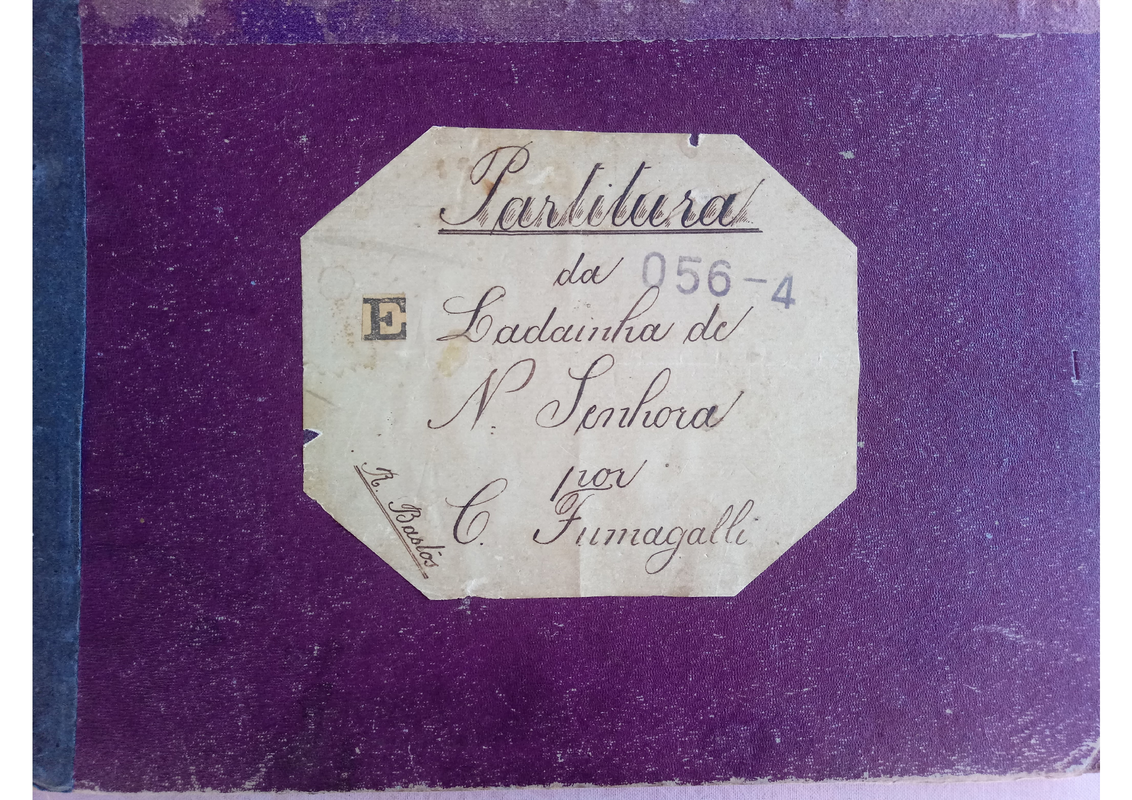 Partitura
da 056-4
E Ladainha de
N. Senhora
por
C. Fumagalli
R. Bastos